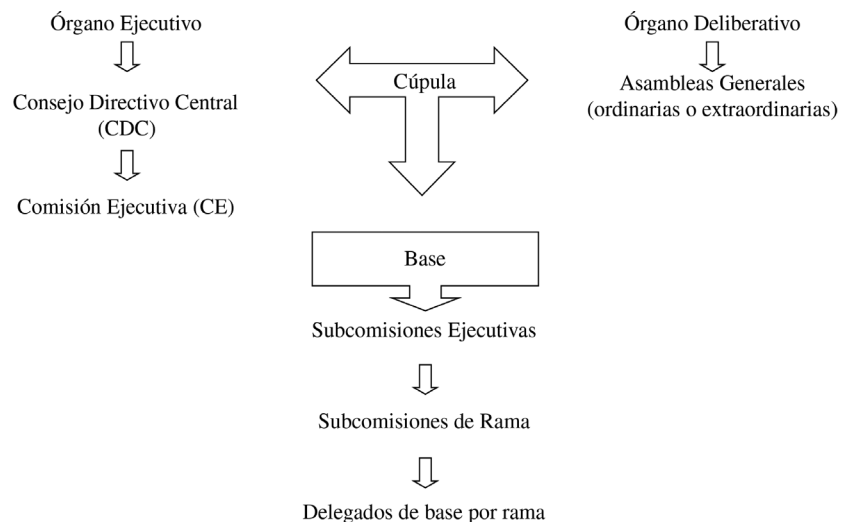 Órgano Ejecutivo
Consejo Directivo Central
(CDC)
Comisión Ejecutiva (CE)
Cúpula
Órgano Deliberativo
Asambleas Generales
(ordinarias o extraordinarias)
Base
Subcomisiones Ejecutivas
Subcomisiones de Rama
Delegados de base por rama